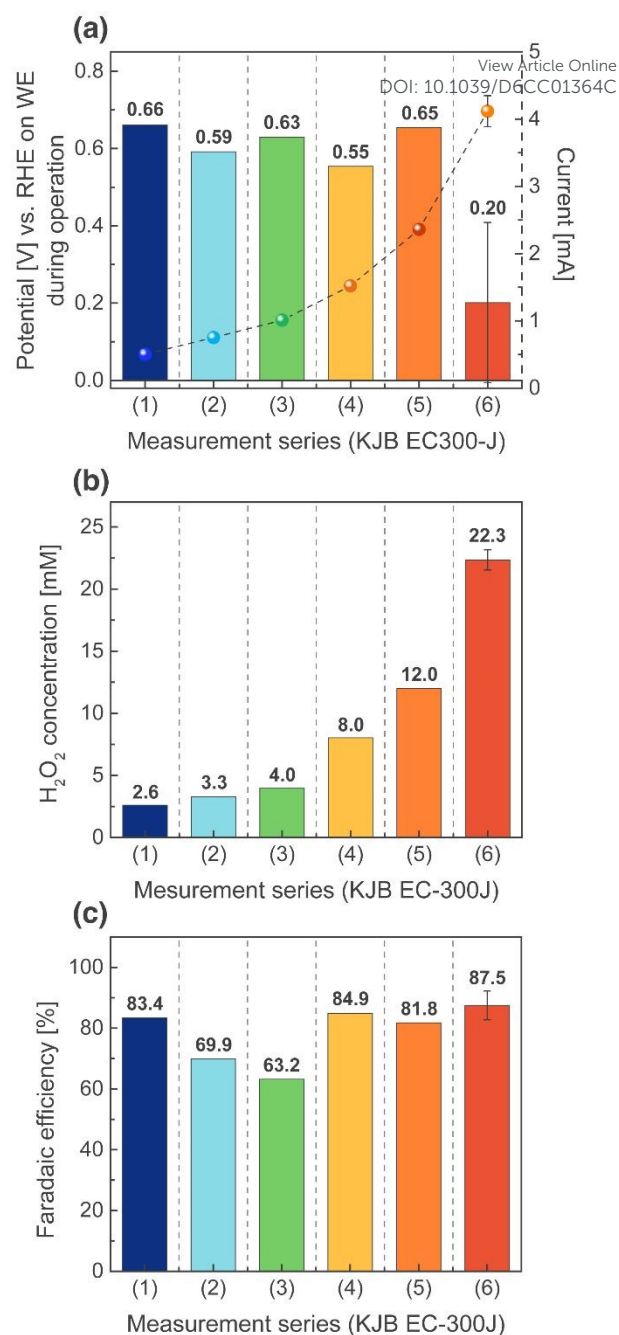 (a)
View Article Online
DOI: 10.1039/D6CC01364C
Potential [V] vs. RHE on WE
during operation
0.8
0.6
0.4
0.2
0.0
0.66
0.59
0.63
0.55
0.65
0.20
5
4
3
2
1
0
Current [mA]
(1) (2) (3) (4) (5) (6)
Measurement series (KJB EC300-J)
(b)
H₂O₂ concentration [mM]
25
20
15
10
5
0
2.6
3.3
4.0
8.0
12.0
22.3
(1) (2) (3) (4) (5) (6)
Mesurement series (KJB EC-300J)
(c)
Faradaic efficiency [%]
100
80
60
40
20
0
83.4
69.9
63.2
84.9
81.8
87.5
(1) (2) (3) (4) (5) (6)
Measurement series (KJB EC-300J)